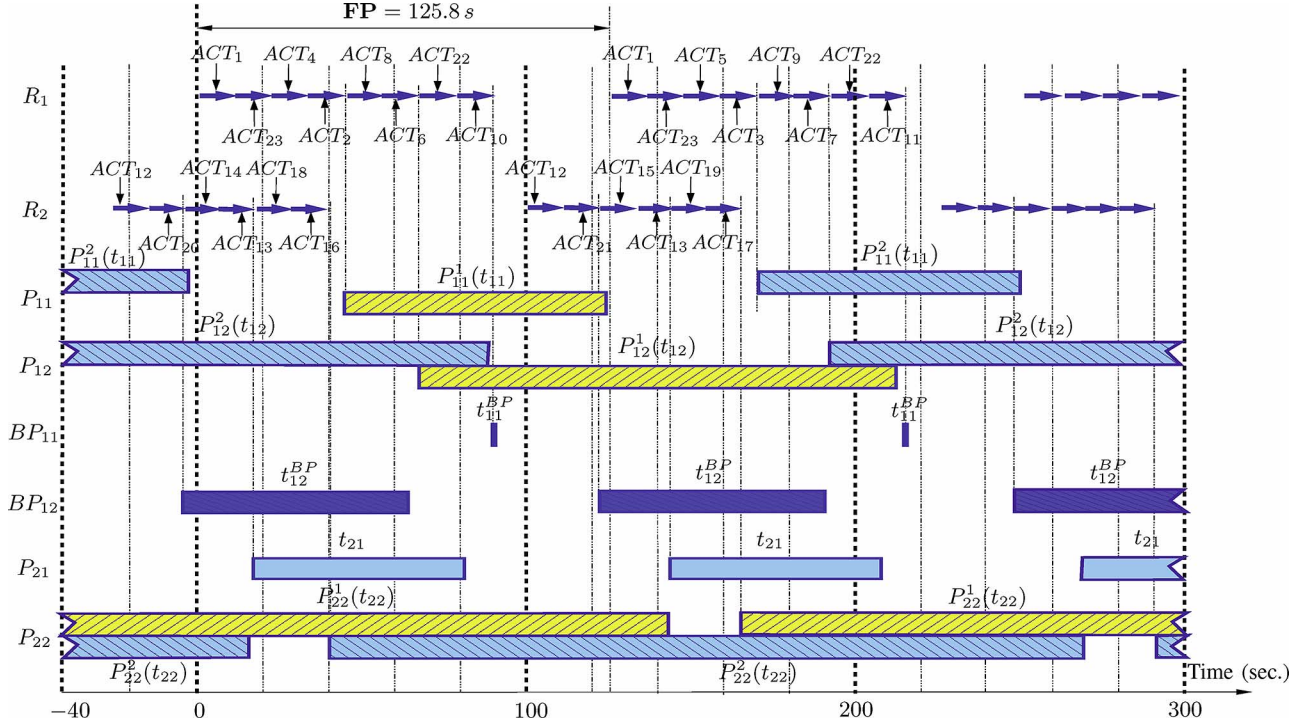 FP = 125.8 s
ACT₁ ACT₄ ACT₈ ACT₂₂ ACT₁ ACT₅ ACT₉ ACT₂₂
R₁
ACT₂₃ ACT₂ ACT₆ ACT₁₀ ACT₂₃ ACT₃ ACT₇ ACT₁₁
ACT₁₂ ACT₁₄ ACT₁₈ ACT₁₂ ACT₁₅ ACT₁₉
R₂
ACT₂₀ ACT₁₃ ACT₁₆ ACT₂₁ ACT₁₃ ACT₁₇
P²₁₁(t₁₁) P¹₁₁(t₁₁) P²₁₁(t₁₁)
P₁₁
P²₁₂(t₁₂) P¹₁₂(t₁₂) P²₁₂(t₁₂)
P₁₂
t₁₁ᴮᴾ t₁₁ᴮᴾ
BP₁₁
t₁₂ᴮᴾ t₁₂ᴮᴾ t₁₂ᴮᴾ
BP₁₂
t₂₁ t₂₁ t₂₁
P₂₁
P¹₂₂(t₂₂) P¹₂₂(t₂₂)
P₂₂
P²₂₂(t₂₂) P²₂₂(t₂₂)
Time (sec.)
−40 0 100 200 300